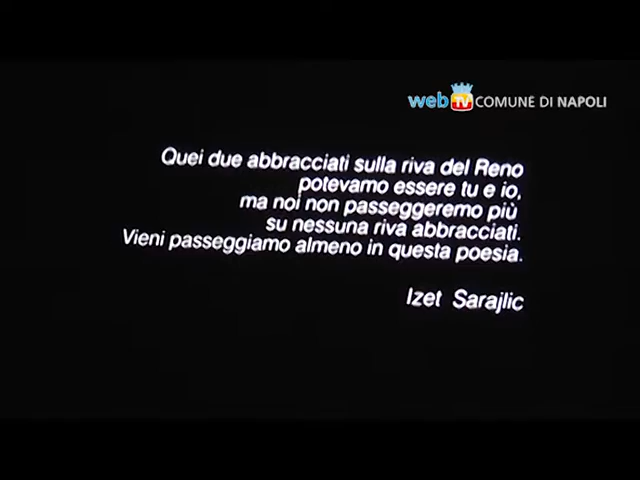 web TV COMUNE DI NAPOLI
Quei due abbracciati sulla riva del Reno
potevamo essere tu e io,
ma noi non passeggeremo più
su nessuna riva abbracciati.
Vieni passeggiamo almeno in questa poesia.
Izet Sarajlic